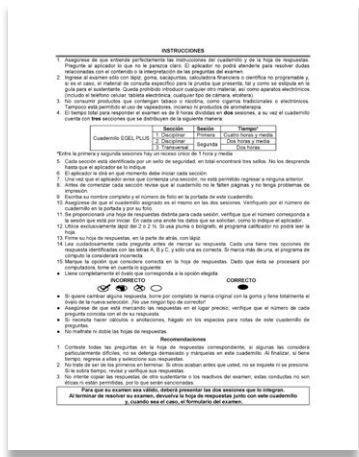 INSTRUCCIONES
1. Asegúrese de que entiende perfectamente las instrucciones del cuadernillo y de la hoja de respuestas.
Pregunte al aplicador lo que no le parezca claro. El aplicador no podrá atenderle para resolver dudas
relacionadas con el contenido o la interpretación de las preguntas del examen.
2. Ingrese al examen sólo con lápiz, goma, sacapuntas, calculadora financiera o científica no programable y,
si es el caso, el material de consulta específico para la prueba que presenta, tal y como se estipula en la
guía para el sustentante. Queda prohibido introducir cualquier otro material, así como aparatos electrónicos
(incluido el teléfono celular, tableta electrónica, cualquier tipo de cámara, etcétera).
3. No consumir productos que contengan tabaco o nicotina, como cigarros tradicionales o electrónicos.
Tampoco está permitido el uso de vapeadores, incienso ni productos de aromaterapia.
4. El tiempo total para responder el examen es de 9 horas divididas en dos sesiones, a su vez el cuadernillo
cuenta con tres secciones que se distribuyen de la siguiente manera:
Sección Sesión Tiempo*
Cuadernillo EGEL PLUS
1. Disciplinar Primera Cuatro horas y media
2. Disciplinar Segunda Dos horas y media
3. Transversal Dos horas
*Entre la primera y segunda sesiones hay un receso único de 1 hora y media.
5. Cada sección está identificada por un sello de seguridad, en total encontrará tres sellos. No los desprenda
hasta que el aplicador se lo indique.
6. El aplicador le dirá en qué momento debe iniciar cada sección.
7. Una vez que el aplicador avise que comienza una sección, no está permitido regresar a ninguna anterior.
8. Antes de comenzar cada sección revise que al cuadernillo no le falten páginas y no tenga problemas de
impresión.
9. Escriba su nombre completo y el número de folio en la portada de este cuadernillo.
10. Asegúrese de que el cuadernillo asignado es el mismo en las dos sesiones. Verifíquelo por el número de
cuadernillo en la portada y por su folio.
11. Se proporcionará una hoja de respuestas distinta para cada sesión; verifique que el número corresponda a
la sesión que está por iniciar. En cada una anote los datos que se solicitan, como lo indique el aplicador.
12. Utilice exclusivamente lápiz del 2 o 2 ½. Si usa pluma o bolígrafo, el programa calificador no podrá leer la
hoja.
13. Firme su hoja de respuestas, en la parte de atrás, con lápiz.
14. Lea cuidadosamente cada pregunta antes de marcar su respuesta. Cada una tiene tres opciones de
respuesta identificadas con las letras A, B y C, y sólo una es correcta. Si marca más de una, el programa de
cómputo la considerará incorrecta.
15. Marque la opción que considere correcta en la hoja de respuestas. Dado que ésta se procesará por
computadora, tome en cuenta lo siguiente:
• Llene completamente el óvalo que corresponda a la opción elegida.
INCORRECTO CORRECTO
• Si quiere cambiar alguna respuesta, borre por completo la marca original con la goma y llene totalmente el
óvalo de la nueva selección. ¡No use ningún tipo de corrector!
• Asegúrese de que está marcando las respuestas en el lugar preciso; verifique que el número de cada
pregunta coincida con el de su respuesta.
• Si necesita hacer cálculos o anotaciones, hágalo en los espacios para notas de este cuadernillo de
preguntas.
• No maltrate ni doble las hojas de respuestas.
Recomendaciones
1. Conteste todas las preguntas en la hoja de respuestas correspondiente; si algunas las considera
particularmente difíciles, no se detenga demasiado y márquelas en este cuadernillo. Al finalizar, si tiene
tiempo, regrese a ellas y seleccione sus respuestas.
2. No trate de ser de los primeros en terminar. Si otros acaban antes que usted, no se inquiete ni se presione.
Si le sobra tiempo, revise y verifique sus respuestas.
3. No intente copiar las respuestas de otro sustentante o los reactivos del examen; estas conductas no son
éticas ni están permitidas, por lo que serán sancionadas.
Para que su examen sea válido, deberá presentar las dos sesiones que lo integran.
Al terminar de resolver su examen, devuelva la hoja de respuestas junto con este cuadernillo
y, cuando sea el caso, el formulario del examen.